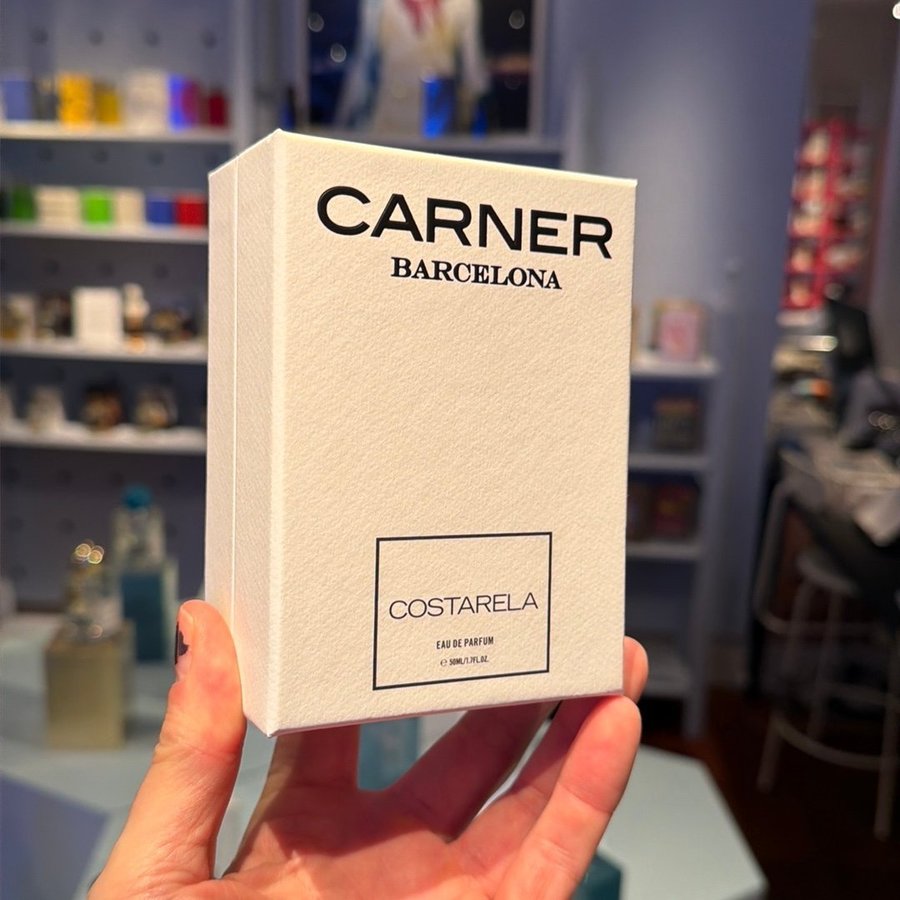 CARNER
BARCELONA
COSTARELA
EAU DE PARFUM
℮ 50ML/1.7FL.OZ.